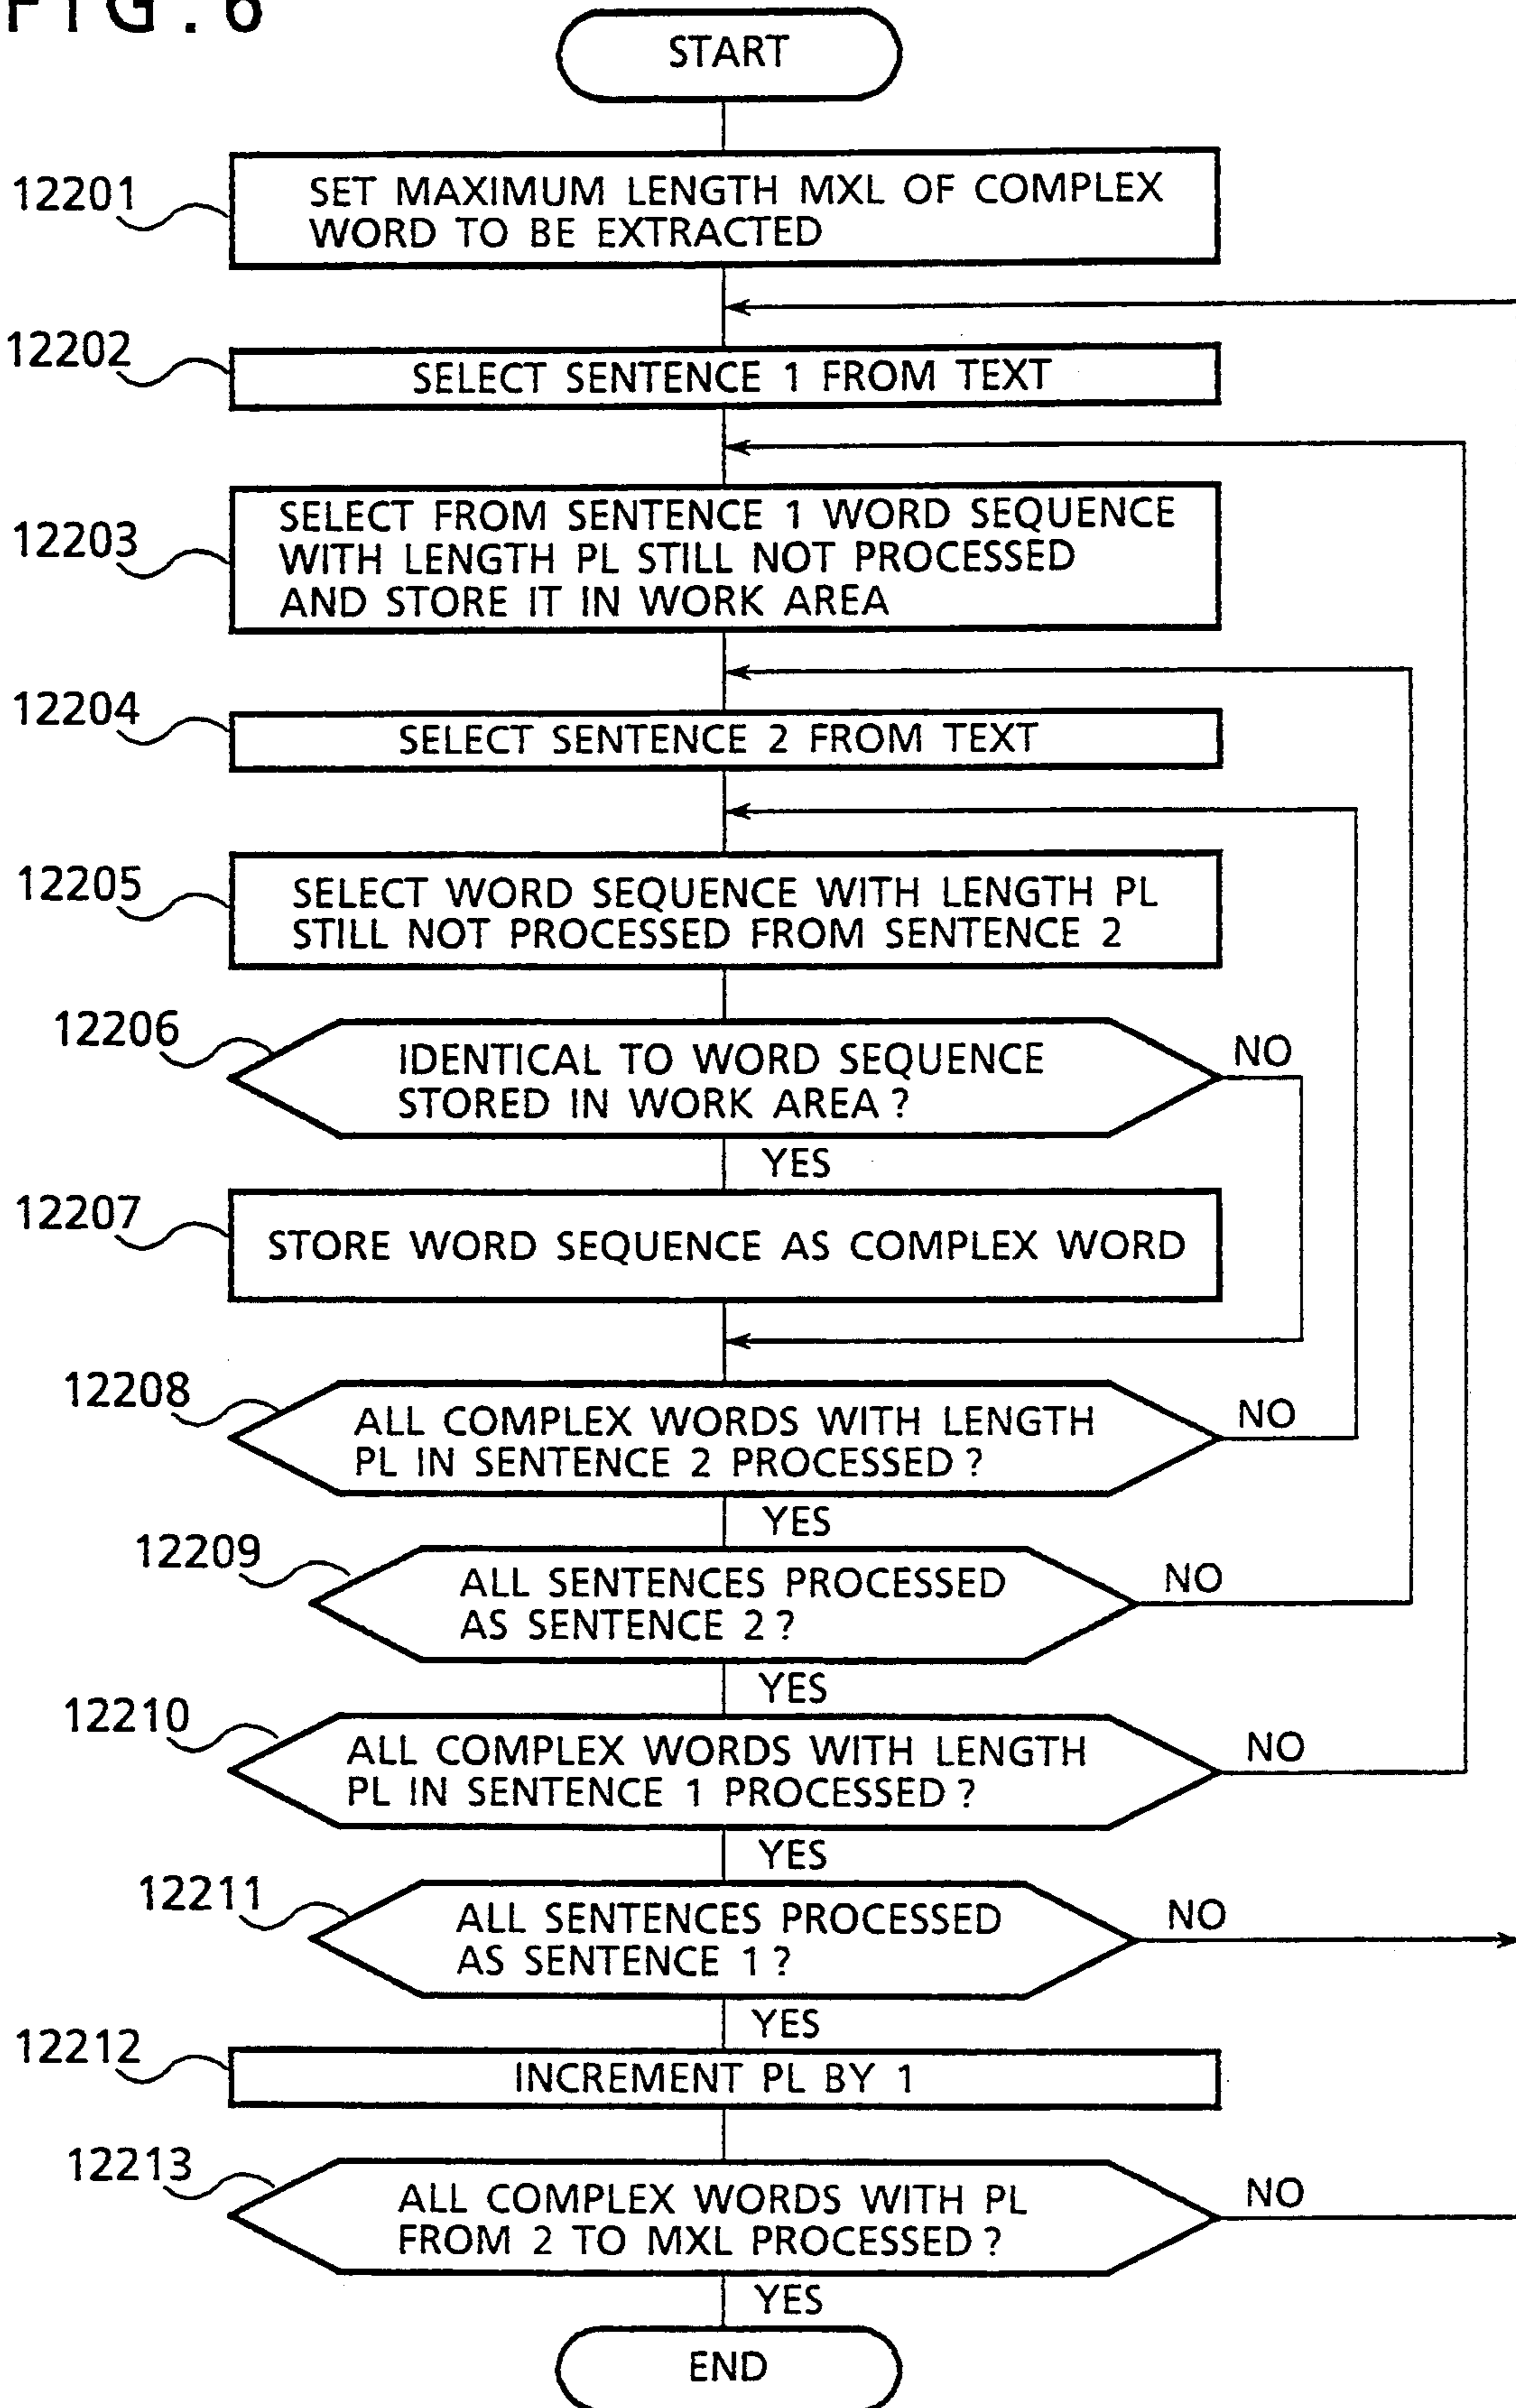 FIG. 6
START
12201
SET MAXIMUM LENGTH MXL OF COMPLEX
WORD TO BE EXTRACTED
12202
SELECT SENTENCE 1 FROM TEXT
12203
SELECT FROM SENTENCE 1 WORD SEQUENCE
WITH LENGTH PL STILL NOT PROCESSED
AND STORE IT IN WORK AREA
12204
SELECT SENTENCE 2 FROM TEXT
12205
SELECT WORD SEQUENCE WITH LENGTH PL
STILL NOT PROCESSED FROM SENTENCE 2
12206
IDENTICAL TO WORD SEQUENCE
STORED IN WORK AREA ?
NO
YES
12207
STORE WORD SEQUENCE AS COMPLEX WORD
12208
ALL COMPLEX WORDS WITH LENGTH
PL IN SENTENCE 2 PROCESSED ?
NO
YES
12209
ALL SENTENCES PROCESSED
AS SENTENCE 2 ?
NO
YES
12210
ALL COMPLEX WORDS WITH LENGTH
PL IN SENTENCE 1 PROCESSED ?
NO
YES
12211
ALL SENTENCES PROCESSED
AS SENTENCE 1 ?
NO
YES
12212
INCREMENT PL BY 1
12213
ALL COMPLEX WORDS WITH PL
FROM 2 TO MXL PROCESSED ?
NO
YES
END